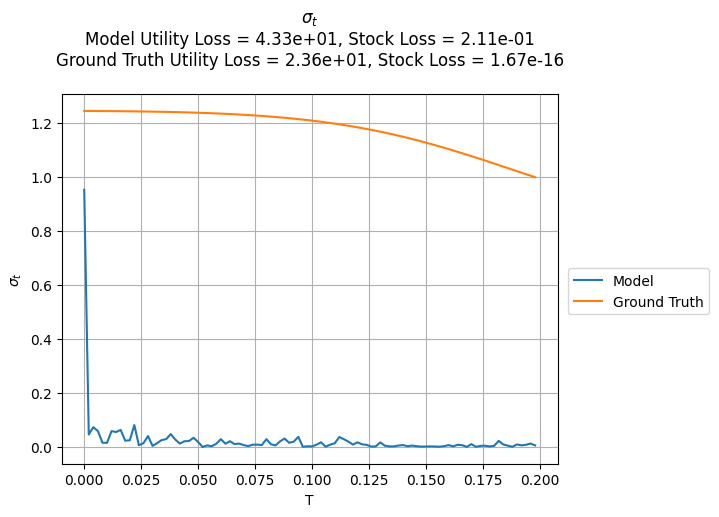 σt
Model Utility Loss = 4.33e+01, Stock Loss = 2.11e-01
Ground Truth Utility Loss = 2.36e+01, Stock Loss = 1.67e-16
1.2
1.0
0.8
0.6
0.4
0.2
0.0
σt
0.000 0.025 0.050 0.075 0.100 0.125 0.150 0.175 0.200
T
Model
Ground Truth